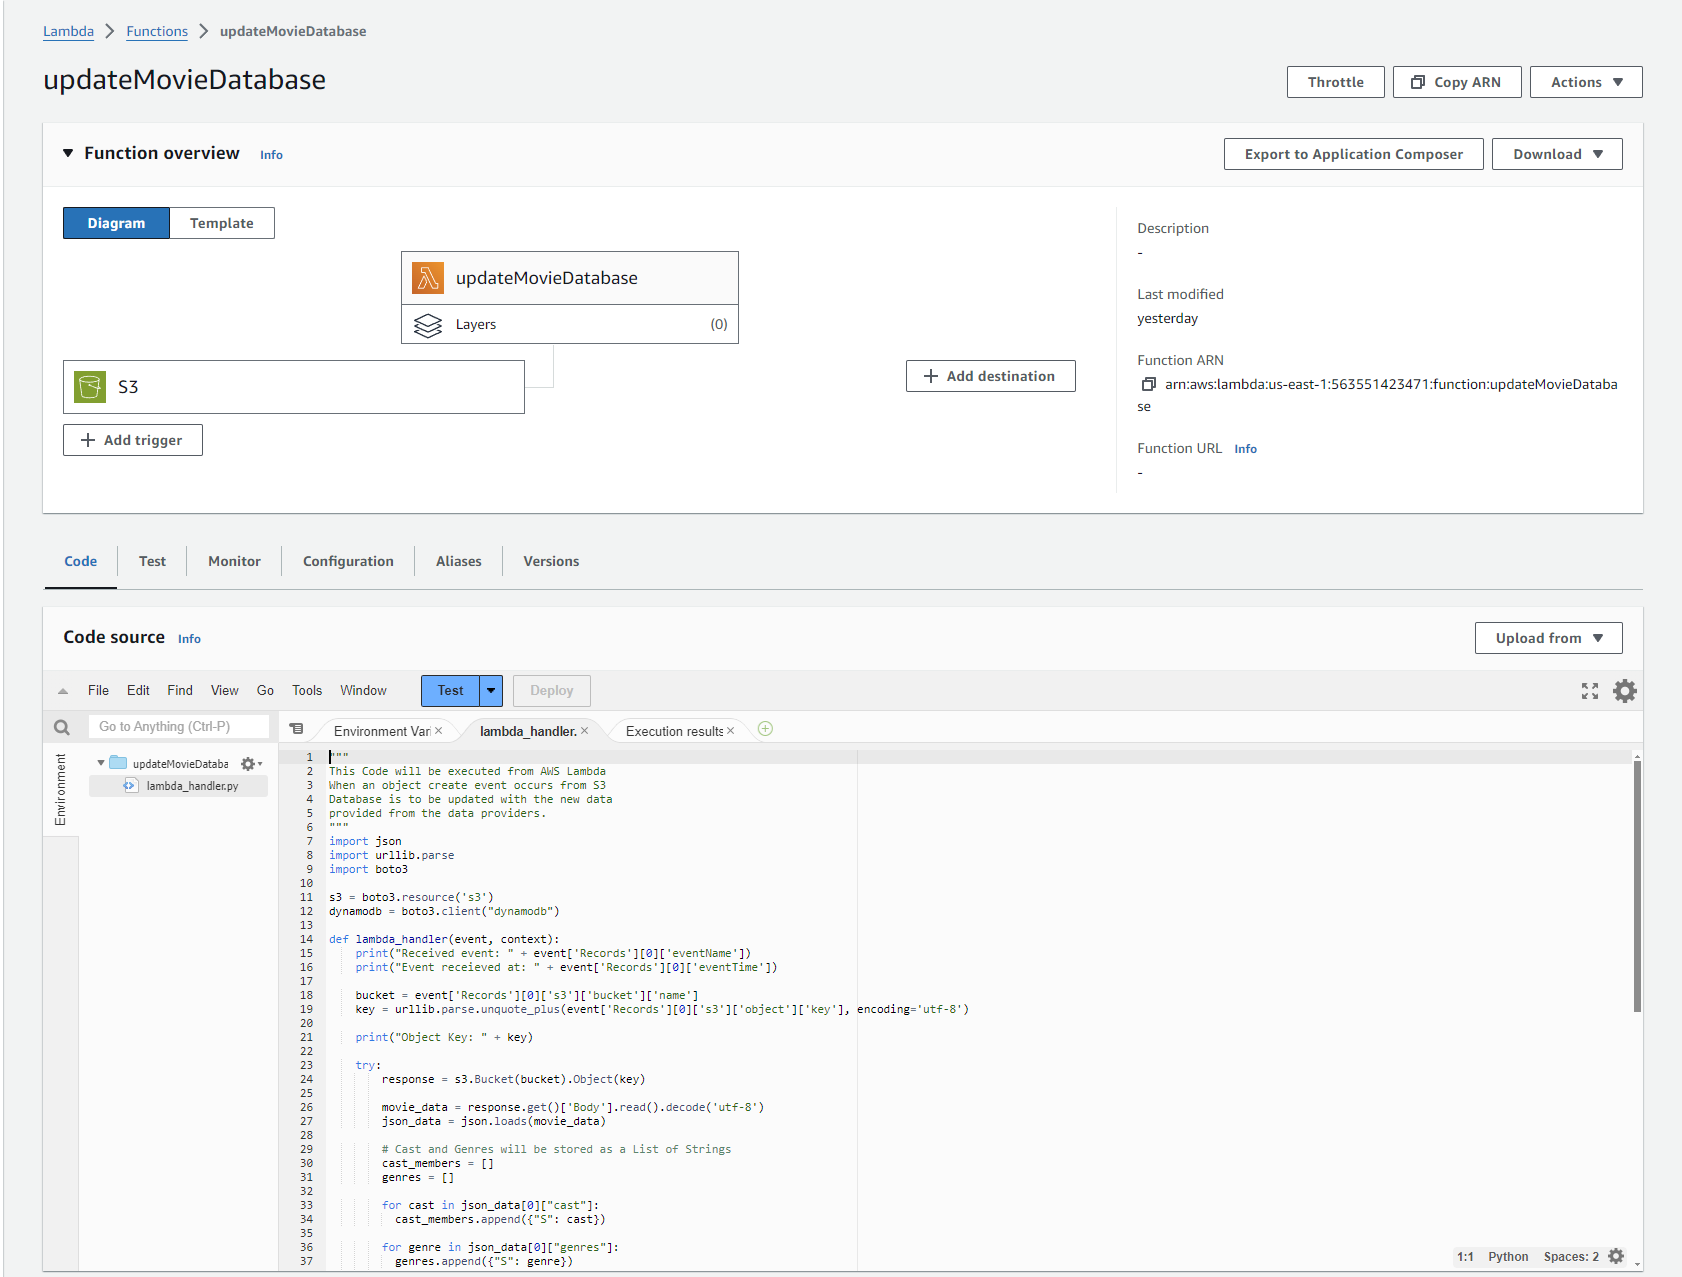 Lambda > Functions > updateMovieDatabase
updateMovieDatabase
Throttle Copy ARN Actions
Function overview Info
Export to Application Composer Download
Diagram Template
updateMovieDatabase
Layers (0)
S3
Add trigger
Add destination
Description
-
Last modified
yesterday
Function ARN
arn:aws:lambda:us-east-1:563551423471:function:updateMovieDataba
se
Function URL Info
-
Code Test Monitor Configuration Aliases Versions
Code source Info
Upload from
File Edit Find View Go Tools Window Test Deploy
Go to Anything (Ctrl-P)
Environment Vari × lambda_handler. × Execution results ×
Environment
updateMovieDataba
lambda_handler.py
1 """
2 This Code will be executed from AWS Lambda
3 When an object create event occurs from S3
4 Database is to be updated with the new data
5 provided from the data providers.
6 """
7 import json
8 import urllib.parse
9 import boto3
10
11 s3 = boto3.resource('s3')
12 dynamodb = boto3.client("dynamodb")
13
14 def lambda_handler(event, context):
15     print("Received event: " + event['Records'][0]['eventName'])
16     print("Event receieved at: " + event['Records'][0]['eventTime'])
17
18     bucket = event['Records'][0]['s3']['bucket']['name']
19     key = urllib.parse.unquote_plus(event['Records'][0]['s3']['object']['key'], encoding='utf-8')
20
21     print("Object Key: " + key)
22
23     try:
24         response = s3.Bucket(bucket).Object(key)
25
26         movie_data = response.get()['Body'].read().decode('utf-8')
27         json_data = json.loads(movie_data)
28
29         # Cast and Genres will be stored as a List of Strings
30         cast_members = []
31         genres = []
32
33         for cast in json_data[0]["cast"]:
34           cast_members.append({"S": cast})
35
36         for genre in json_data[0]["genres"]:
37           genres.append({"S": genre})
1:1 Python Spaces: 2